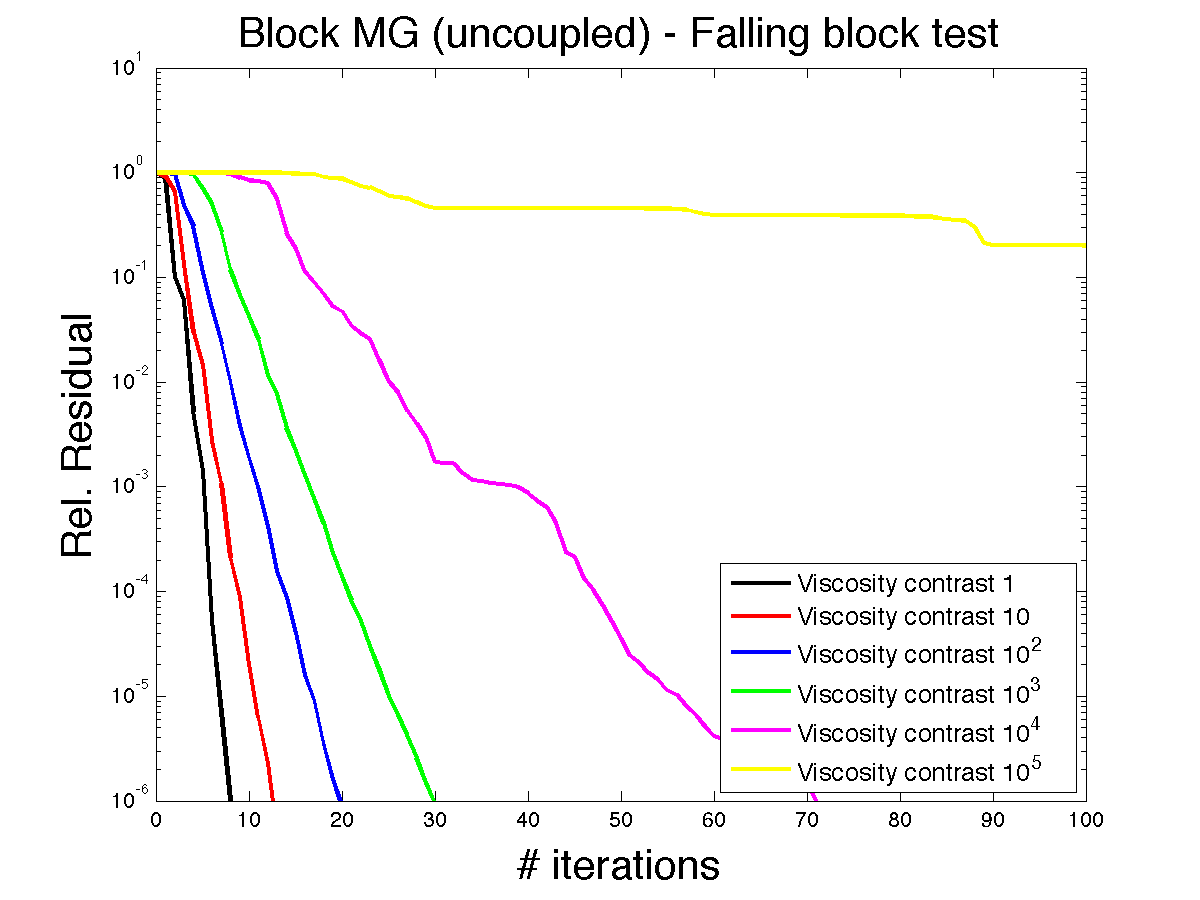 Block MG (uncoupled) - Falling block test
10^1
10^0
10^-1
10^-2
10^-3
10^-4
10^-5
10^-6
Rel. Residual
Viscosity contrast 1
Viscosity contrast 10
Viscosity contrast 10^2
Viscosity contrast 10^3
Viscosity contrast 10^4
Viscosity contrast 10^5
0 10 20 30 40 50 60 70 80 90 100
# iterations